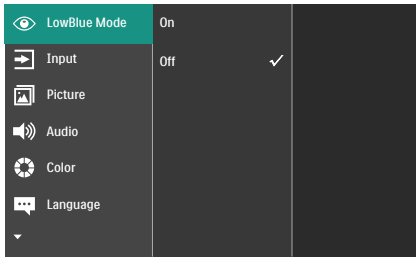 LowBlue Mode
On
Input
Off
Picture
Audio
Color
Language